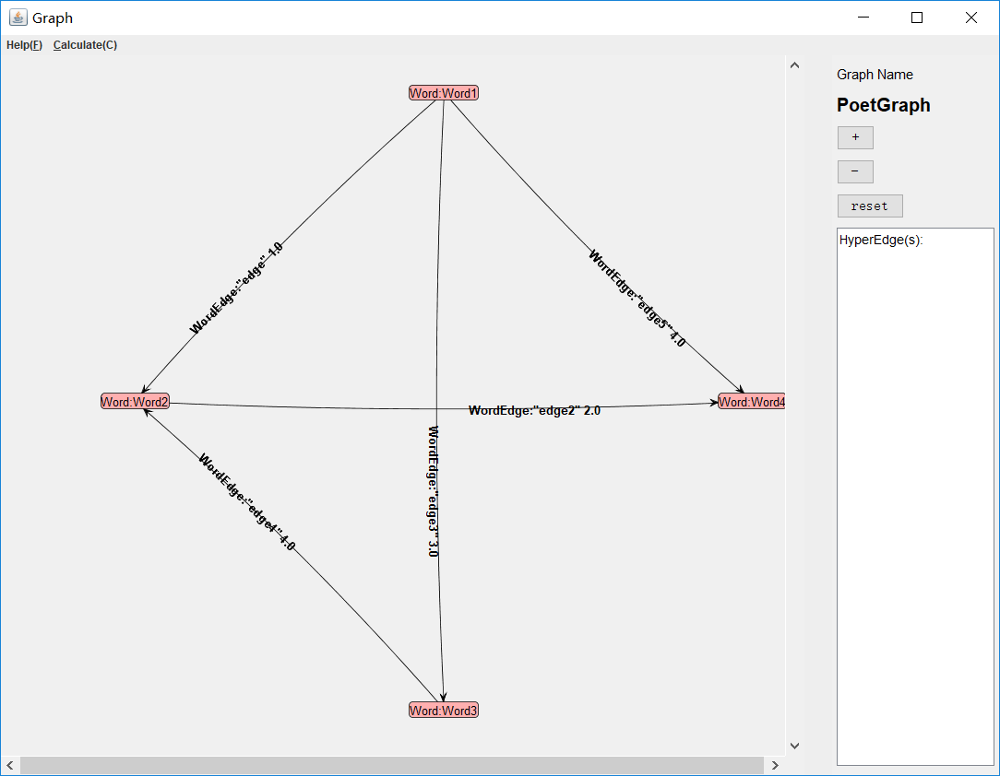 Graph
Help(F) Calculate(C)
Graph Name
PoetGraph
+
−
reset
HyperEdge(s):
Word:Word1
WordEdge:"edge" 1.0
WordEdge:"edge5" 4.0
Word:Word2
Word:Word4
WordEdge:"edge2" 2.0
WordEdge:"edge3" 3.0
WordEdge:"edge4" 4.0
Word:Word3